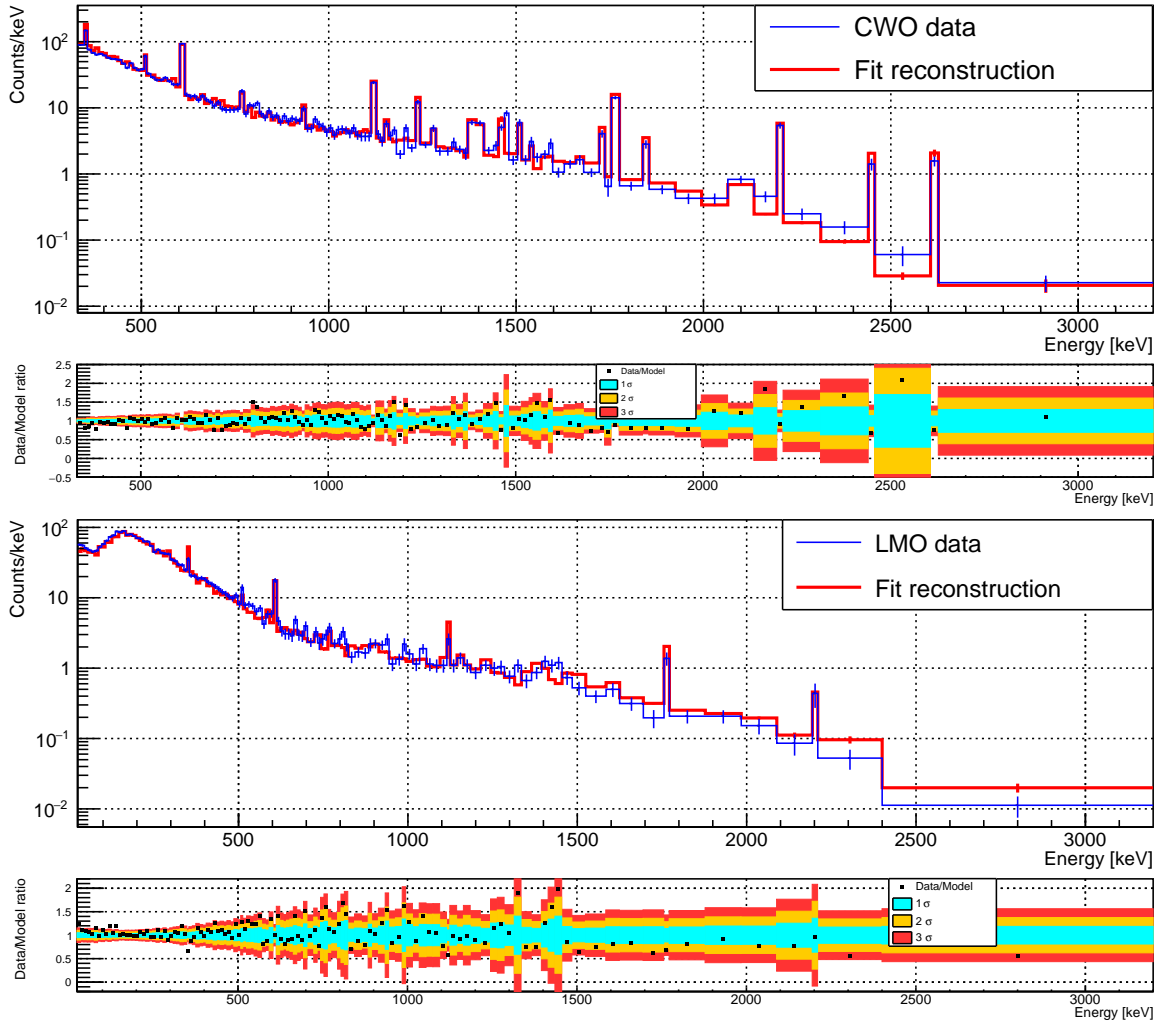 Counts/keV
10²
10
1
10⁻¹
10⁻²
CWO data
Fit reconstruction
500 1000 1500 2000 2500 3000
Energy [keV]
Data/Model ratio
2.5
2
1.5
1
0.5
0
−0.5
Data/Model
1 σ
2 σ
3 σ
500 1000 1500 2000 2500 3000
Energy [keV]
Counts/keV
10²
10
1
10⁻¹
10⁻²
LMO data
Fit reconstruction
500 1000 1500 2000 2500 3000
Energy [keV]
Data/Model ratio
2
1.5
1
0.5
0
Data/Model
1 σ
2 σ
3 σ
500 1000 1500 2000 2500 3000
Energy [keV]